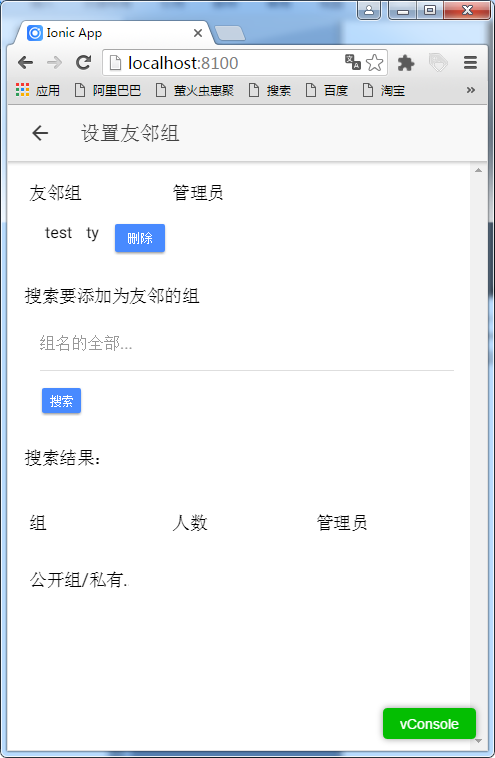 Ionic App
localhost:8100
应用 阿里巴巴 萤火虫惠聚 搜索 百度 淘宝 »
设置友邻组
友邻组 管理员
test ty 删除
搜索要添加为友邻的组
组名的全部...
搜索
搜索结果:
组 人数 管理员
公开组/私有..
vConsole